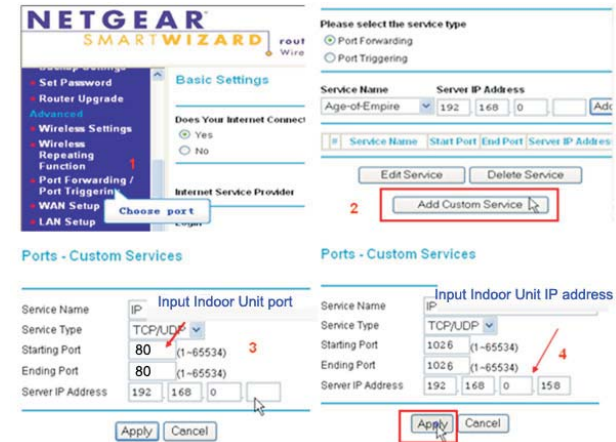 NETGEAR
SMARTWIZARD rout
Wire
Set Password
Router Upgrade
Advanced
Wireless Settings
Wireless
Repeating
Function
Port Forwarding /
Port Triggering
WAN Setup
LAN Setup
1
Choose port
Basic Settings
Does Your Internet Connect
Yes
No
Internet Service Provider
Login
Please select the service type
Port Forwarding
Port Triggering
Service Name Server IP Address
Age-of-Empire 192 168 0 Add
# Service Name Start Port End Port Server IP Addres
Edit Service Delete Service
2 Add Custom Service
Ports - Custom Services
Service Name IP Input Indoor Unit port
Service Type TCP/UDP
Starting Port 80 (1~65534) 3
Ending Port 80 (1~65534)
Server IP Address 192 168 0
Apply Cancel
Ports - Custom Services
Input Indoor Unit IP address
Service Name IP
Service Type TCP/UDP
Starting Port 1026 (1~65534) 4
Ending Port 1026 (1~65534)
Server IP Address 192 168 0 158
Apply Cancel